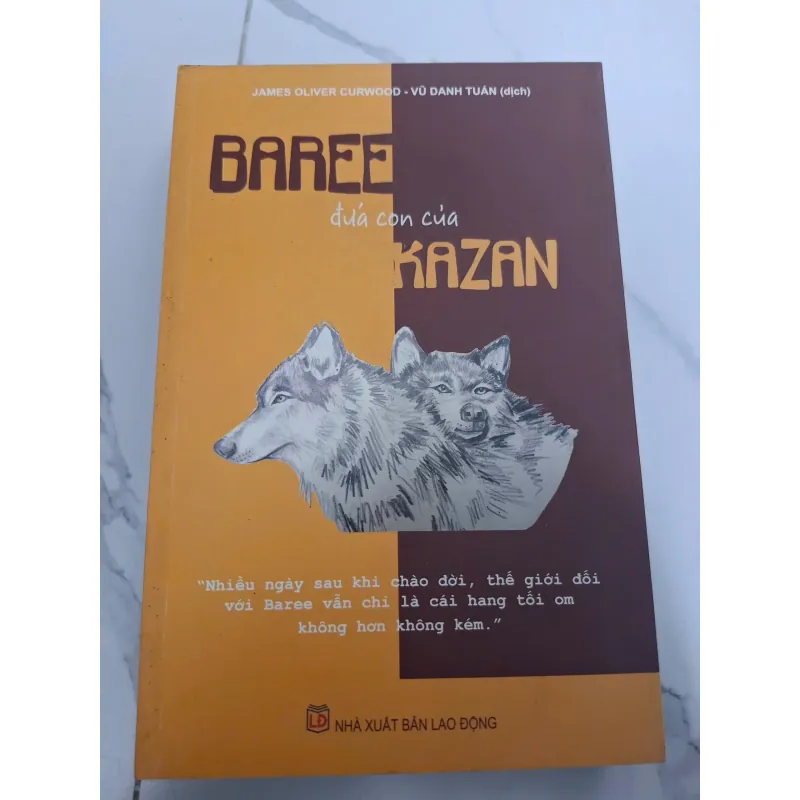 JAMES OLIVER CURWOOD - VŨ DANH TUẤN (dịch)
BAREE
đứa con của
KAZAN
“Nhiều ngày sau khi chào đời, thế giới đối
với Baree vẫn chỉ là cái hang tối om
không hơn không kém.”
LĐ NHÀ XUẤT BẢN LAO ĐỘNG